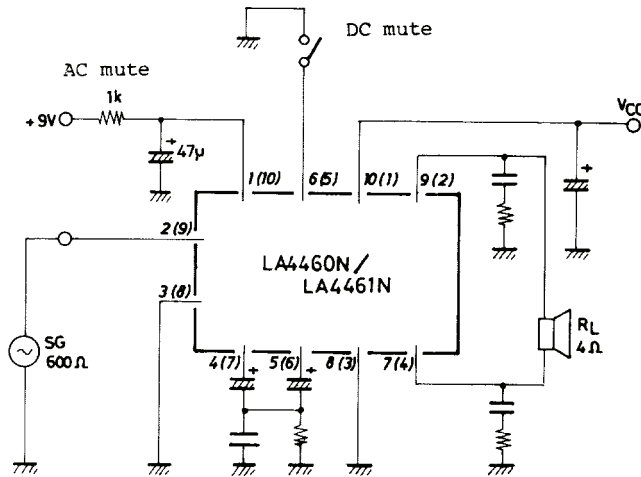 DC mute
AC mute
1k
+9V
VCC
+
47μ
+
1(10)
6(5)
10(1)
9(2)
2(9)
LA4460N/
LA4461N
3(8)
RL
4Ω
SG
600Ω
4(7)
5(6)
8(3)
7(4)
+
+